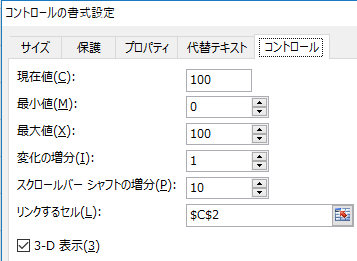 コントロールの書式設定
サイズ 保護 プロパティ 代替テキスト コントロール
現在値(C): 100
最小値(M): 0
最大値(X): 100
変化の増分(I): 1
スクロールバー シャフトの増分(P): 10
リンクするセル(L): $C$2
3-D 表示(3)